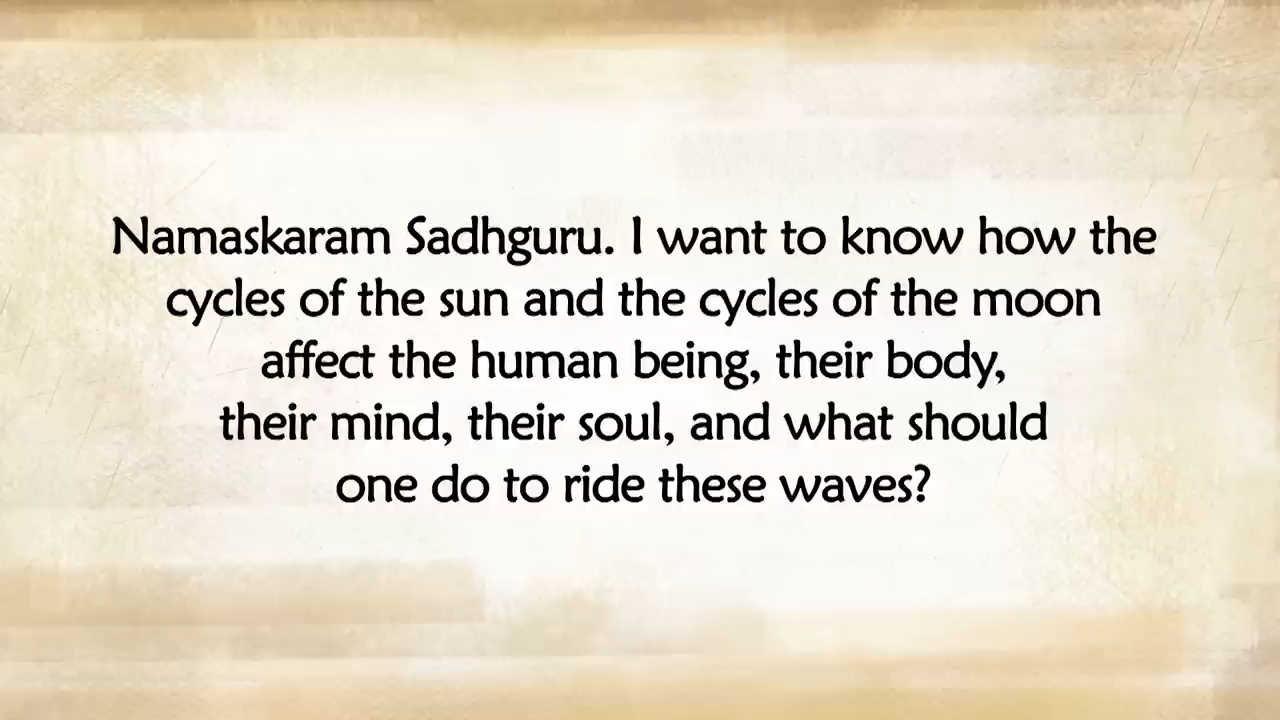 Namaskaram Sadhguru. I want to know how the
cycles of the sun and the cycles of the moon
affect the human being, their body,
their mind, their soul, and what should
one do to ride these waves?